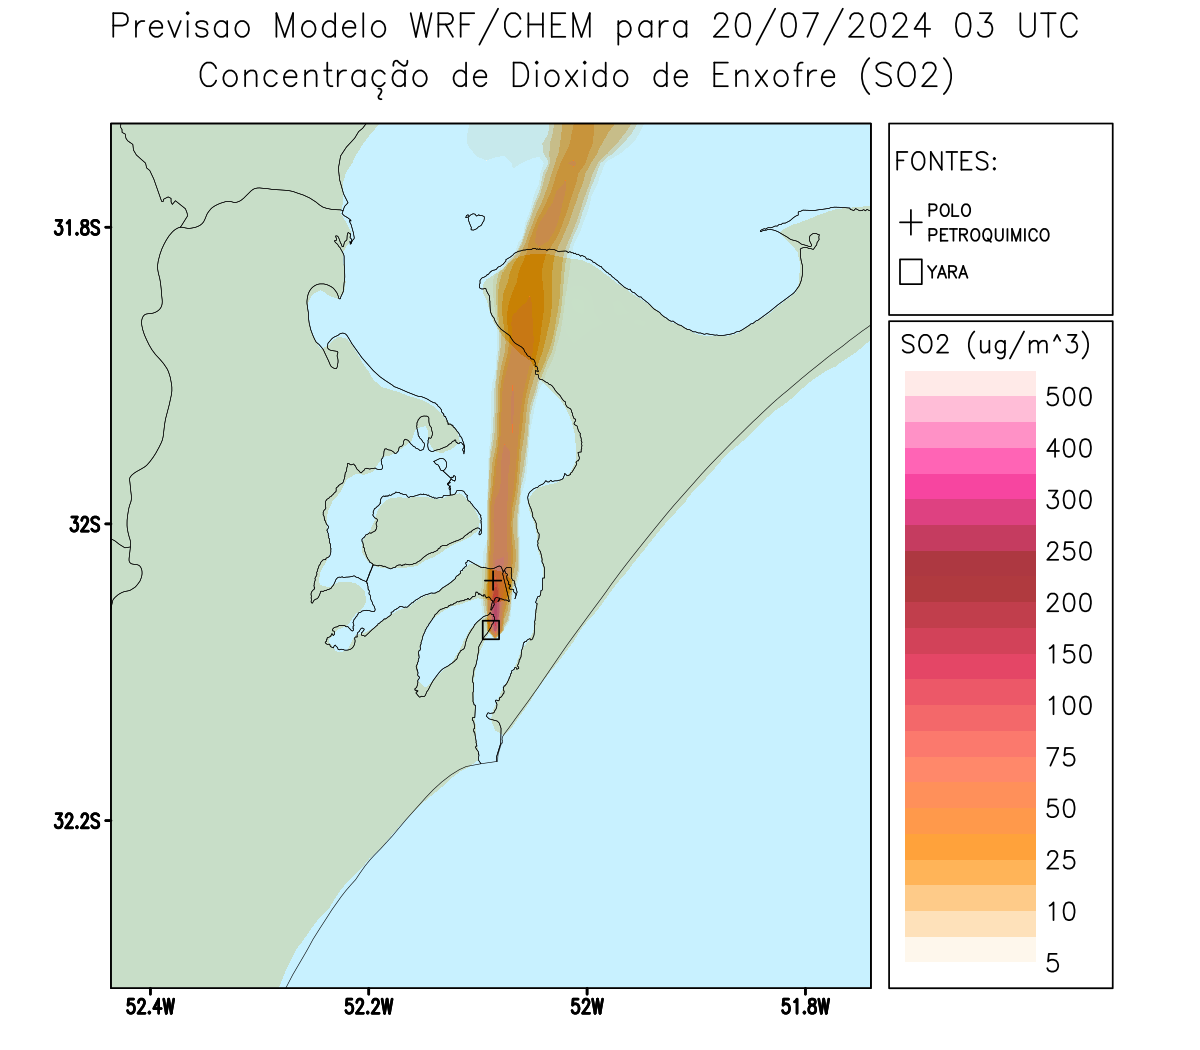 Previsao Modelo WRF/CHEM para 20/07/2024 03 UTC
Concentração de Dioxido de Enxofre (SO2)
FONTES:
POLO
PETROQUIMICO
YARA
SO2 (ug/m^3)
500
400
300
250
200
150
100
75
50
25
10
5
31.8S
32S
32.2S
52.4W
52.2W
52W
51.8W